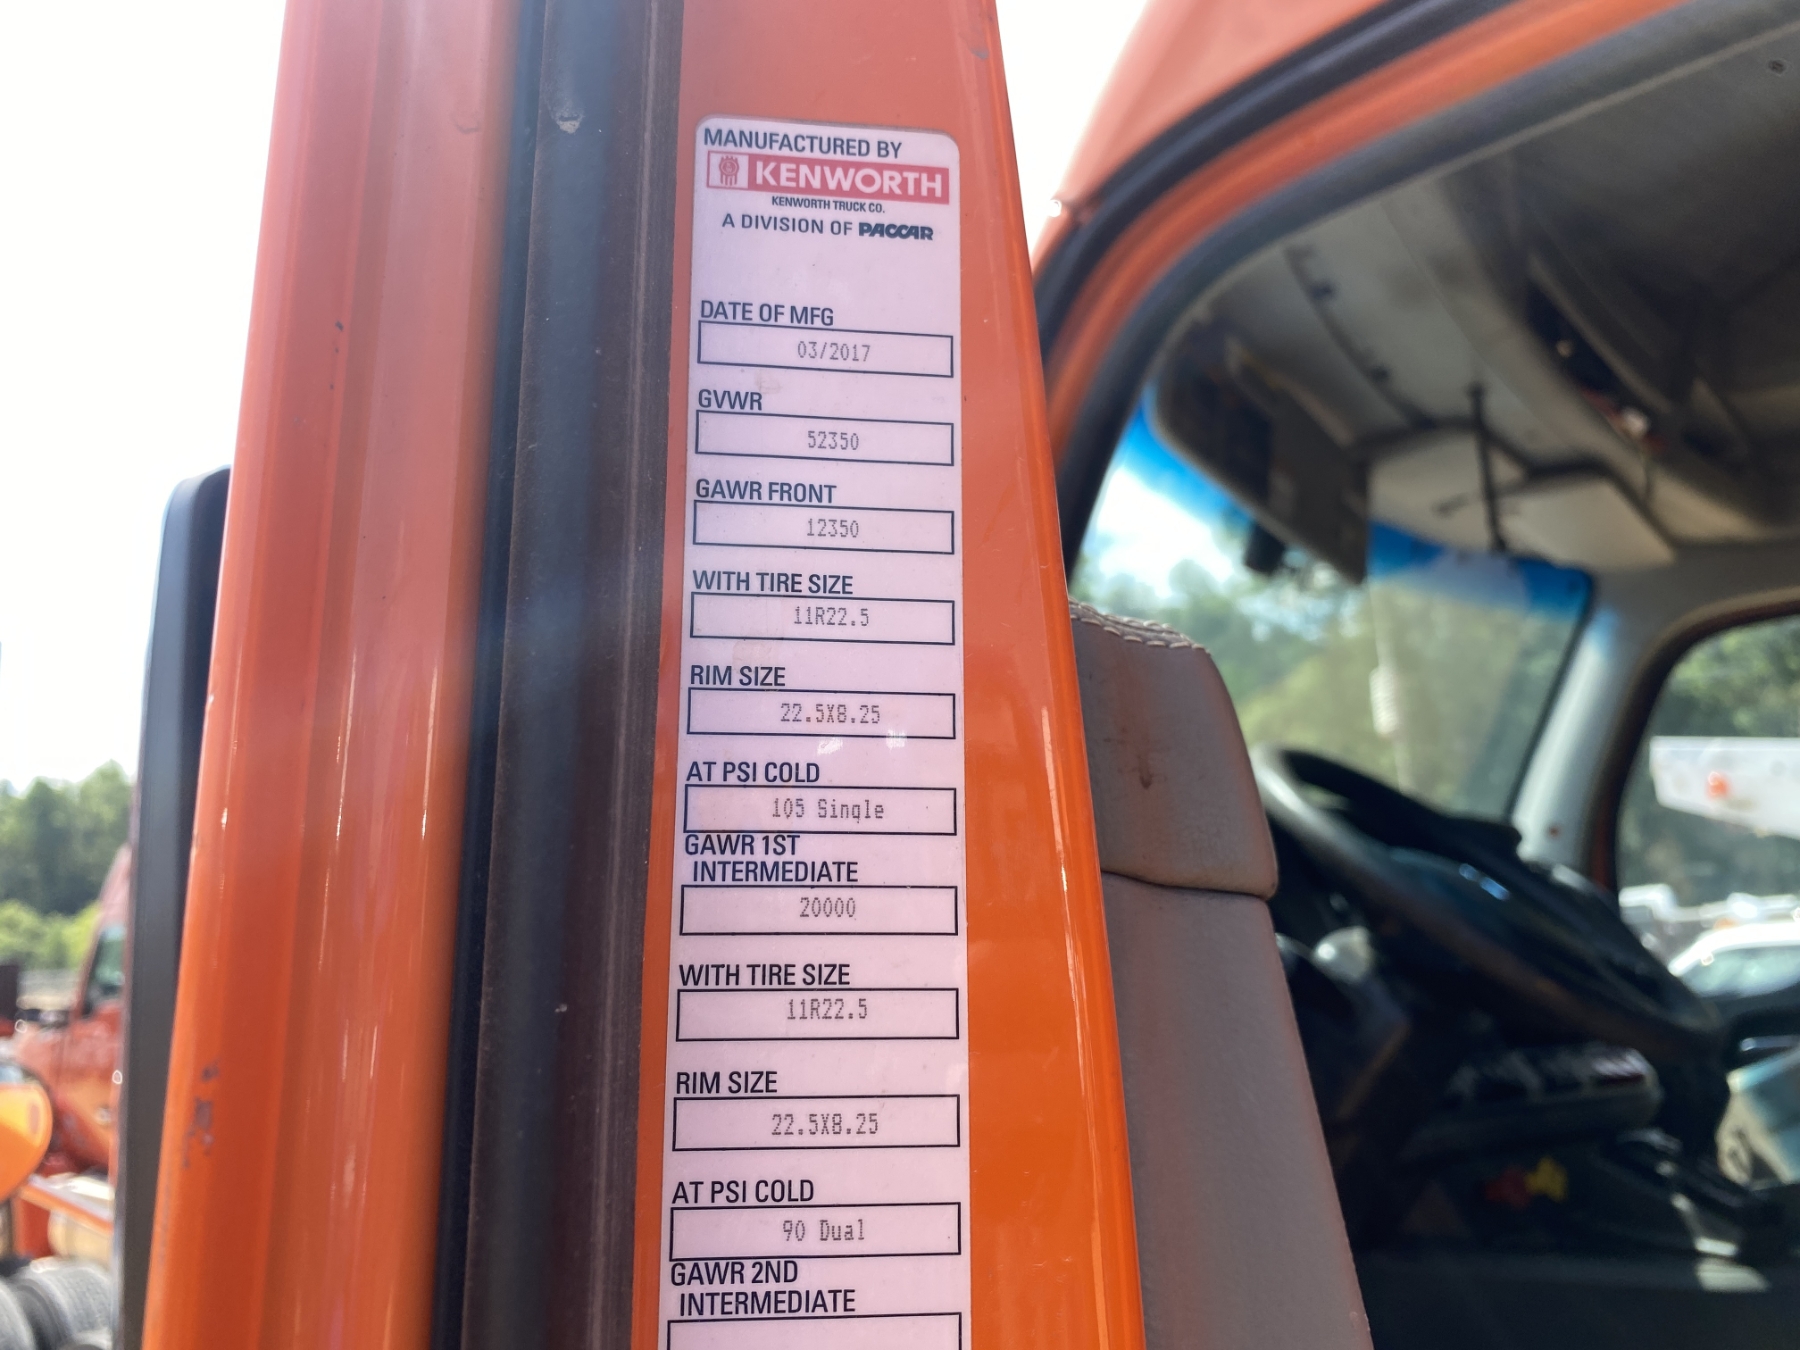 MANUFACTURED BY
KENWORTH
KENWORTH TRUCK CO.
A DIVISION OF PACCAR
DATE OF MFG
03/2017
GVWR
52350
GAWR FRONT
12350
WITH TIRE SIZE
11R22.5
RIM SIZE
22.5X8.25
AT PSI COLD
105 Single
GAWR 1ST
INTERMEDIATE
20000
WITH TIRE SIZE
11R22.5
RIM SIZE
22.5X8.25
AT PSI COLD
90 Dual
GAWR 2ND
INTERMEDIATE